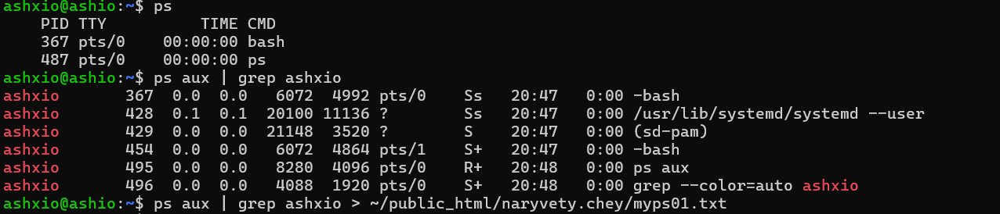 ashxio@ashio:~$ ps
    PID TTY          TIME CMD
    367 pts/0    00:00:00 bash
    487 pts/0    00:00:00 ps
ashxio@ashio:~$ ps aux | grep ashxio
ashxio       367  0.0  0.0   6072  4992 pts/0    Ss   20:47   0:00 -bash
ashxio       428  0.1  0.1  20100 11136 ?        Ss   20:47   0:00 /usr/lib/systemd/systemd --user
ashxio       429  0.0  0.0  21148  3520 ?        S    20:47   0:00 (sd-pam)
ashxio       454  0.0  0.0   6072  4864 pts/1    S+   20:47   0:00 -bash
ashxio       495  0.0  0.0   8280  4096 pts/0    R+   20:48   0:00 ps aux
ashxio       496  0.0  0.0   4088  1920 pts/0    S+   20:48   0:00 grep --color=auto ashxio
ashxio@ashio:~$ ps aux | grep ashxio > ~/public_html/naryvety.chey/myps01.txt